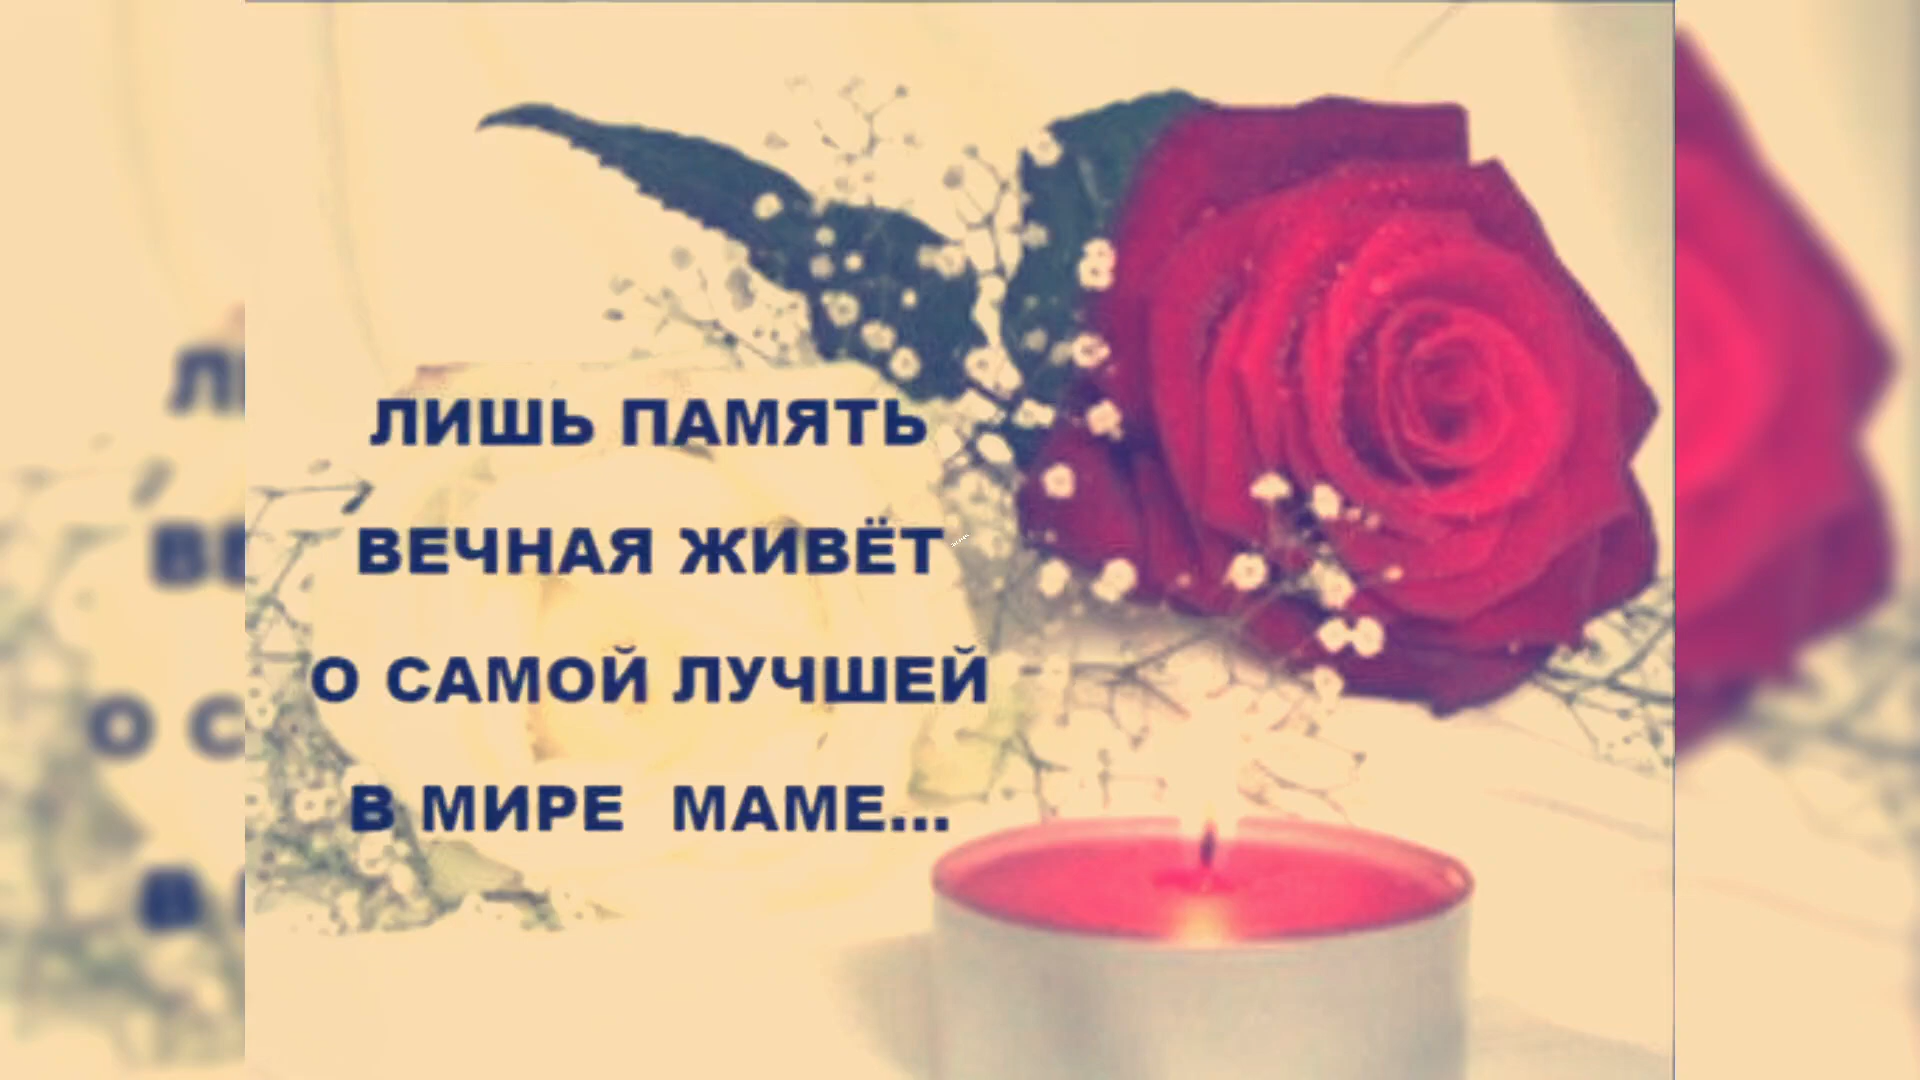 ЛИШЬ ПАМЯТЬ
ВЕЧНАЯ ЖИВЁТ
О САМОЙ ЛУЧШЕЙ
В МИРЕ МАМЕ...